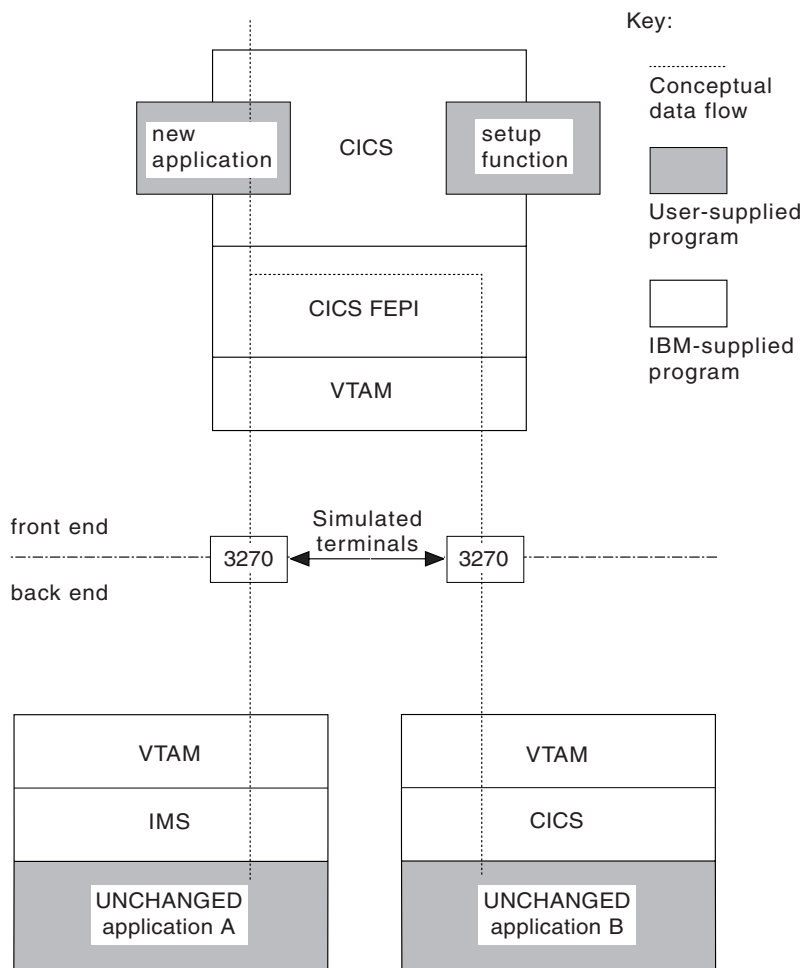 Key:
Conceptual
data flow
User-supplied
program
IBM-supplied
program
new
application
CICS
setup
function
CICS FEPI
VTAM
front end
back end
Simulated
terminals
3270
3270
VTAM
IMS
UNCHANGED
application A
VTAM
CICS
UNCHANGED
application B